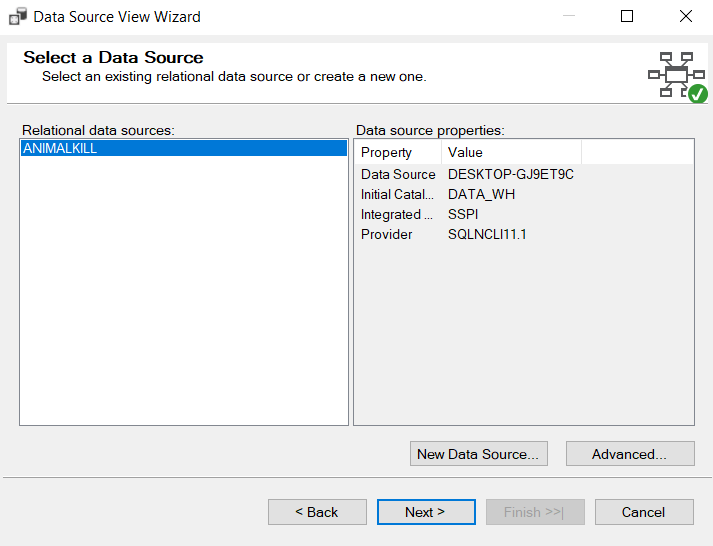 Data Source View Wizard
Select a Data Source
Select an existing relational data source or create a new one.
Relational data sources:
ANIMALKILL
Data source properties:
Property Value
Data Source DESKTOP-GJ9ET9C
Initial Catal... DATA_WH
Integrated ... SSPI
Provider SQLNCLI11.1
New Data Source... Advanced...
< Back Next > Finish >>| Cancel